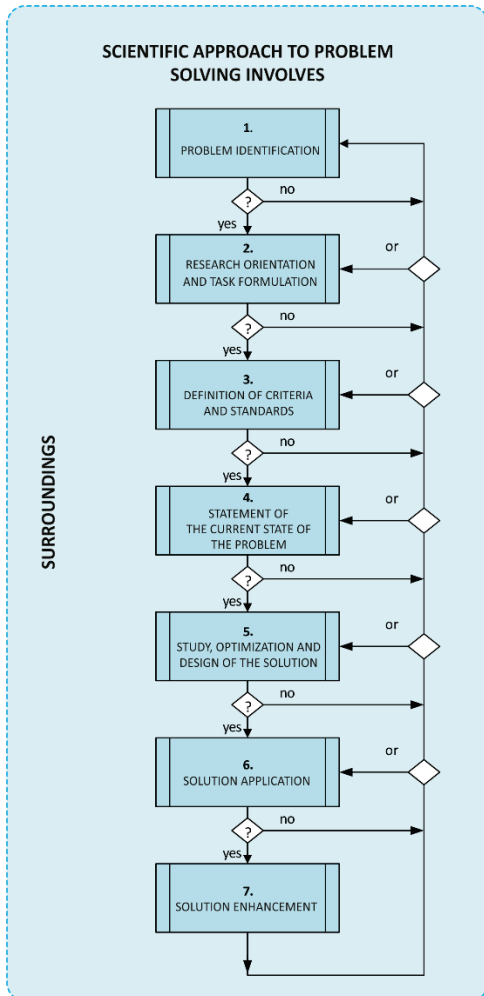 SCIENTIFIC APPROACH TO PROBLEM
SOLVING INVOLVES
SURROUNDINGS
1.
PROBLEM IDENTIFICATION
?
no
yes
2.
RESEARCH ORIENTATION
AND TASK FORMULATION
or
?
no
yes
3.
DEFINITION OF CRITERIA
AND STANDARDS
or
?
no
yes
4.
STATEMENT OF
THE CURRENT STATE OF
THE PROBLEM
or
?
no
yes
5.
STUDY, OPTIMIZATION AND
DESIGN OF THE SOLUTION
or
?
no
yes
6.
SOLUTION APPLICATION
or
?
no
yes
7.
SOLUTION ENHANCEMENT